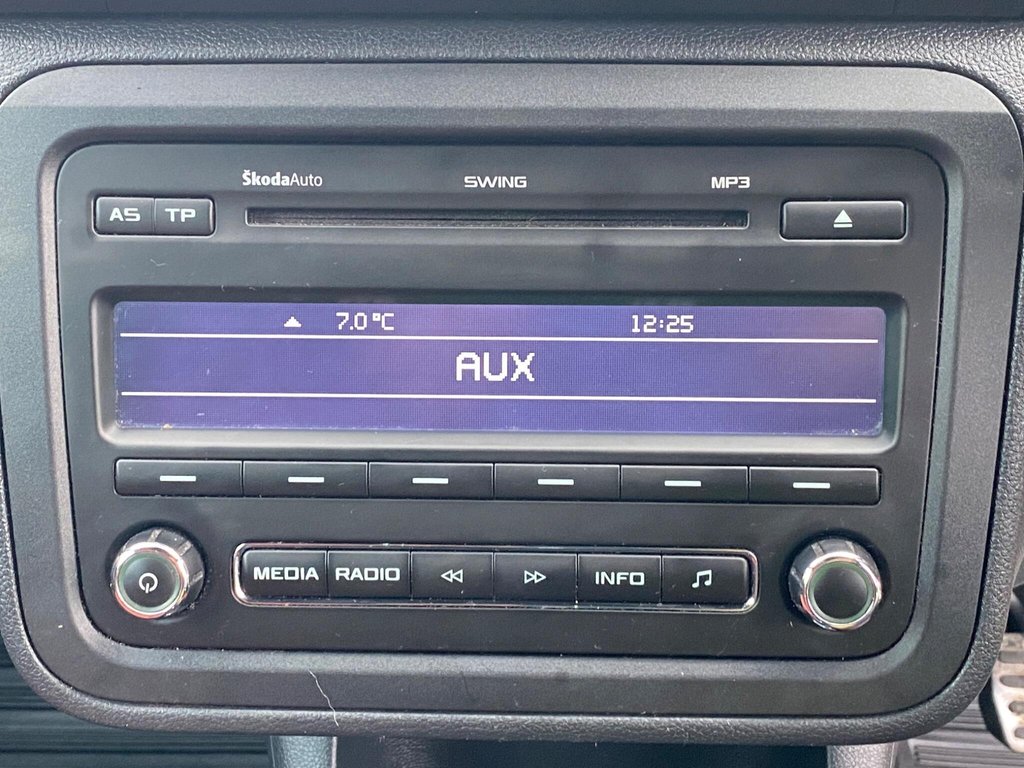 ŠkodaAuto SWING MP3
AS TP
7.0°C 12:25
AUX
MEDIA RADIO INFO